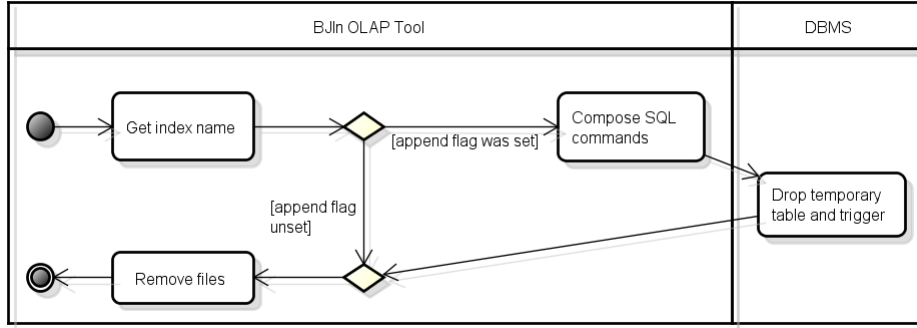 BJIn OLAP Tool
DBMS
Get index name
[append flag was set]
Compose SQL
commands
Drop temporary
table and trigger
[append flag
unset]
Remove files